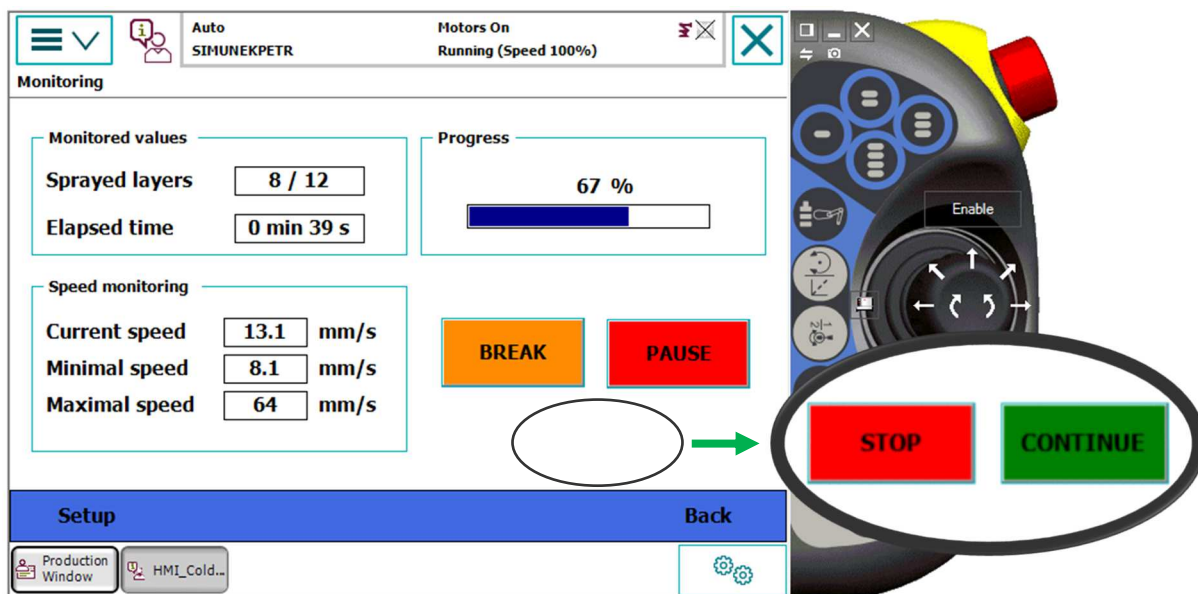 Auto
SIMUNEKPETR
Motors On
Running (Speed 100%)
Monitoring
Monitored values
Sprayed layers 8 / 12
Elapsed time 0 min 39 s
Progress
67 %
Speed monitoring
Current speed 13.1 mm/s
Minimal speed 8.1 mm/s
Maximal speed 64 mm/s
BREAK
PAUSE
Enable
STOP
CONTINUE
Setup
Back
Production
Window
HMI_Cold...